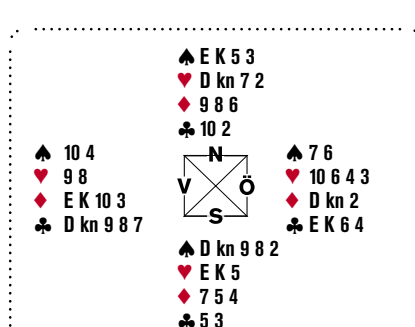 ♠ E K 5 3
♥ D kn 7 2
♦ 9 8 6
♣ 10 2
♠ 10 4
♥ 9 8
♦ E K 10 3
♣ D kn 9 8 7
N
V Ö
S
♠ 7 6
♥ 10 6 4 3
♦ D kn 2
♣ E K 6 4
♠ D kn 9 8 2
♥ E K 5
♦ 7 5 4
♣ 5 3